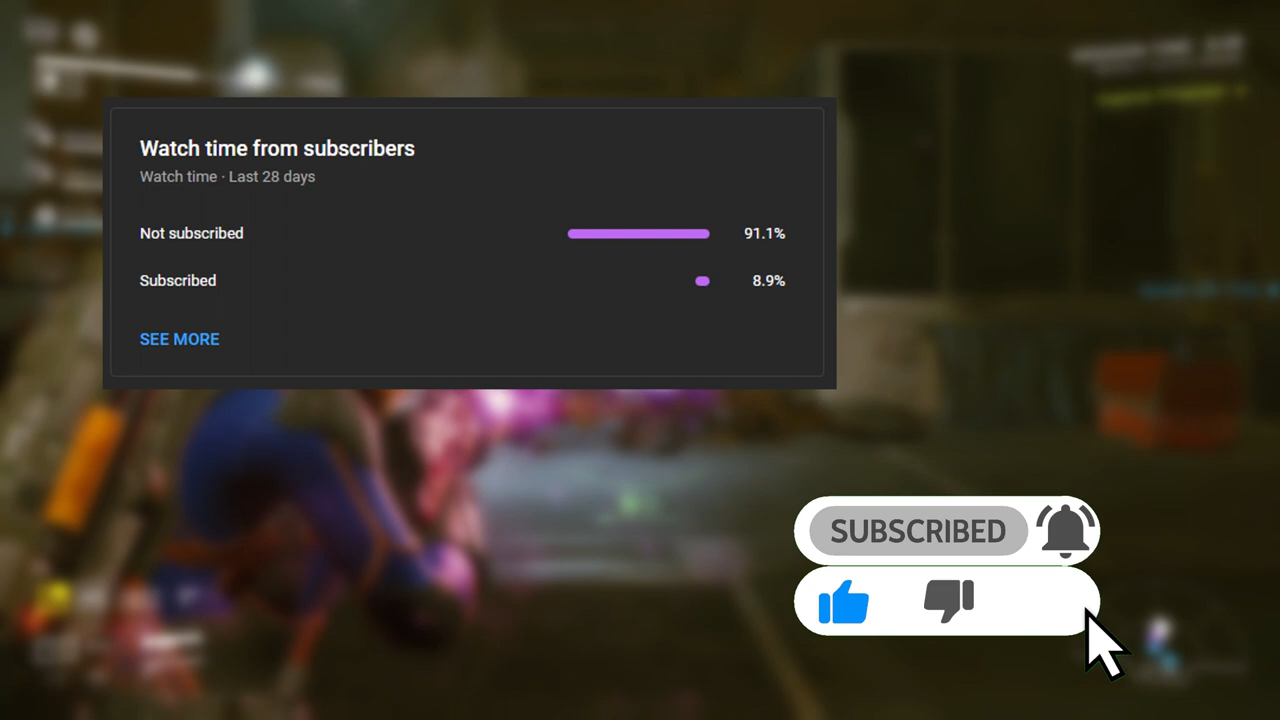 Watch time from subscribers
Watch time · Last 28 days
Not subscribed 91.1%
Subscribed 8.9%
SEE MORE
SUBSCRIBED